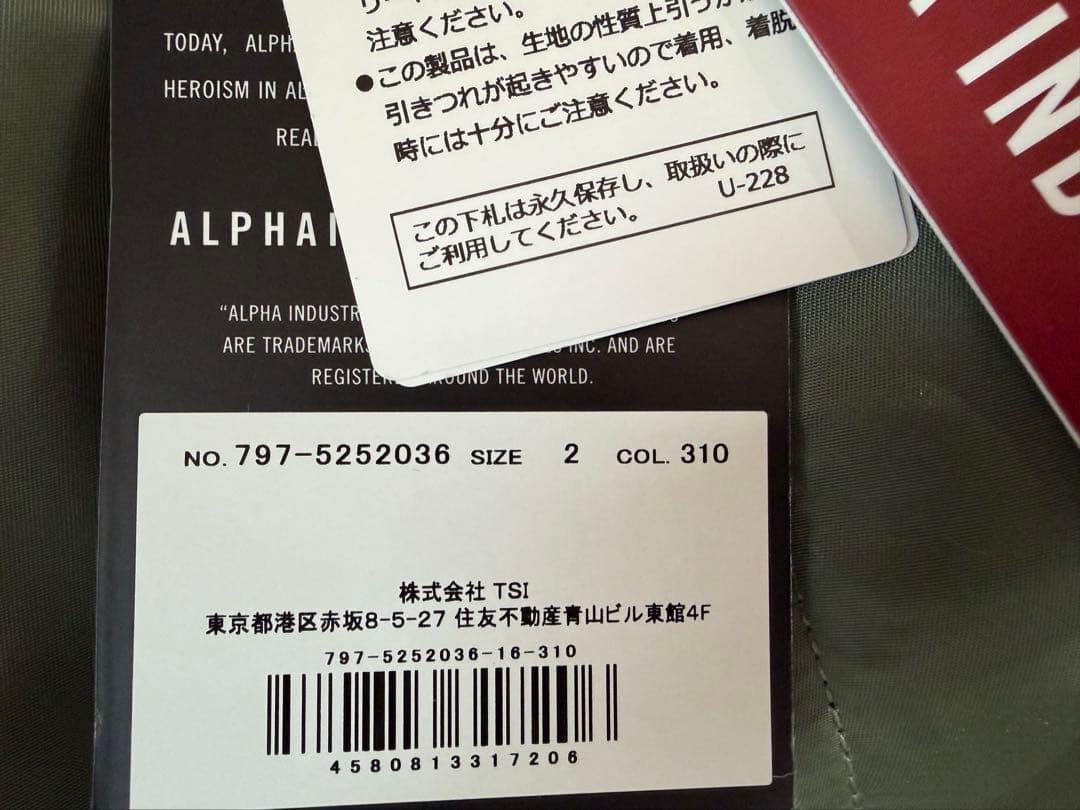 TODAY, ALPH
HEROISM IN AL
REAL
ALPHA I
"ALPHA INDUSTR
ARE TRADEMARKS INC. AND ARE
REGISTER AROUND THE WORLD.
注意ください。
●この製品は、生地の性質上引っか
引きつれが起きやすいので着用、着脱
時には十分にご注意ください。
この下札は永久保存し、取扱いの際に
ご利用してください。 U-228
IND
NO. 797-5252036 SIZE 2 COL. 310
株式会社 TSI
東京都港区赤坂8-5-27 住友不動産青山ビル東館4F
797-5252036-16-310
4580813317206